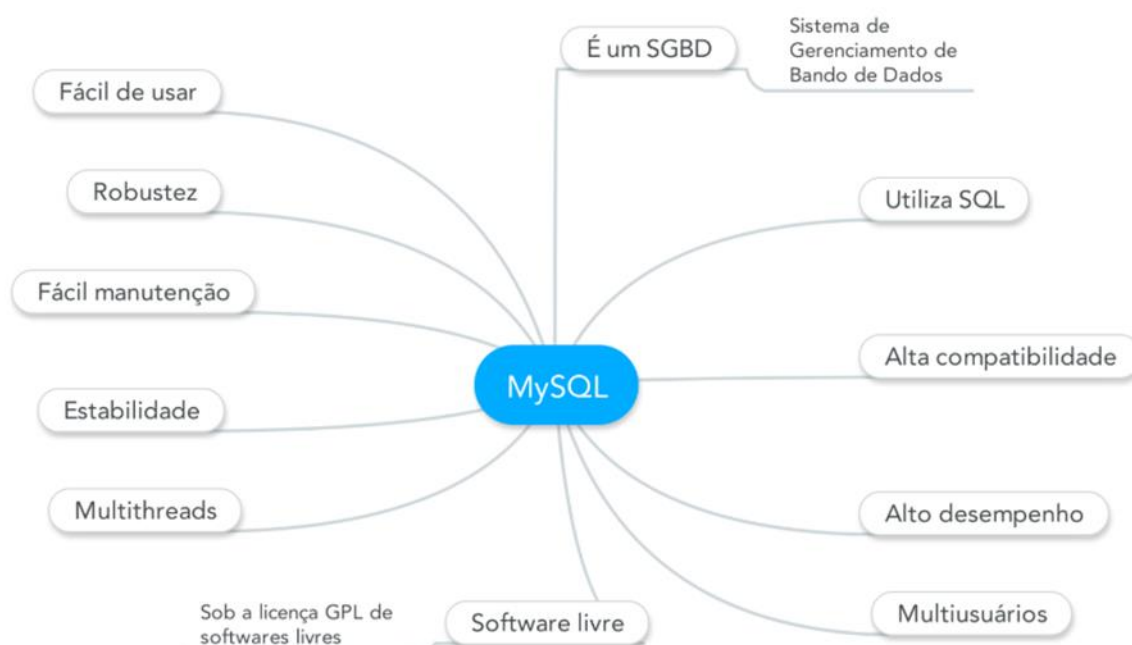 É um SGBD
Sistema de
Gerenciamento de
Bando de Dados
Fácil de usar
Robustez
Utiliza SQL
Fácil manutenção
Alta compatibilidade
MySQL
Estabilidade
Multithreads
Alto desempenho
Sob a licença GPL de
softwares livres
Software livre
Multiusuários